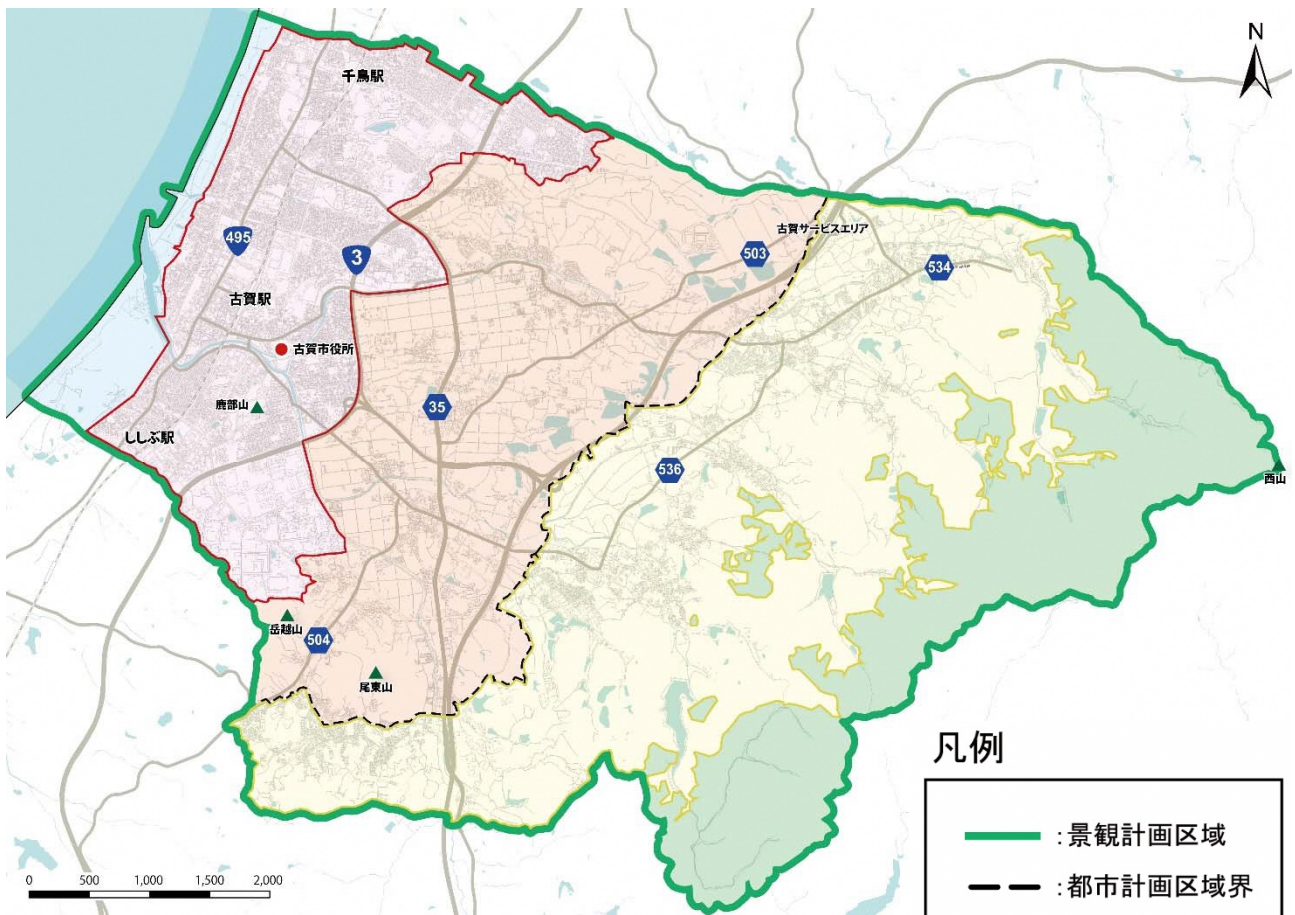 千鳥駅
N
古賀サービスエリア
503
495
3
534
古賀駅
古賀市役所
鹿部山
35
ししぶ駅
536
西山
岳越山
504
尾東山
凡例
:景観計画区域
:都市計画区域界
0 500 1,000 1,500 2,000